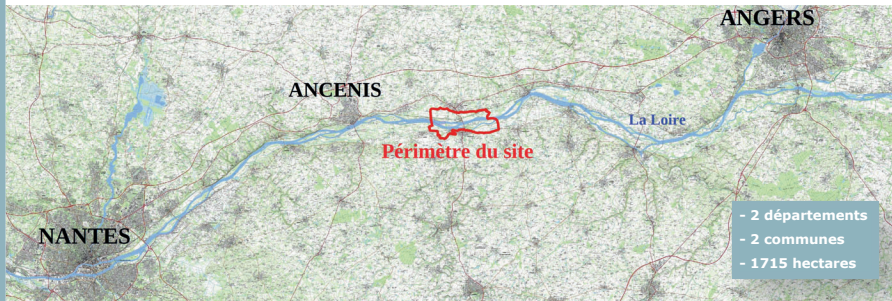 ANGERS
ANCENIS
La Loire
Périmètre du site
NANTES
- 2 départements
- 2 communes
- 1715 hectares